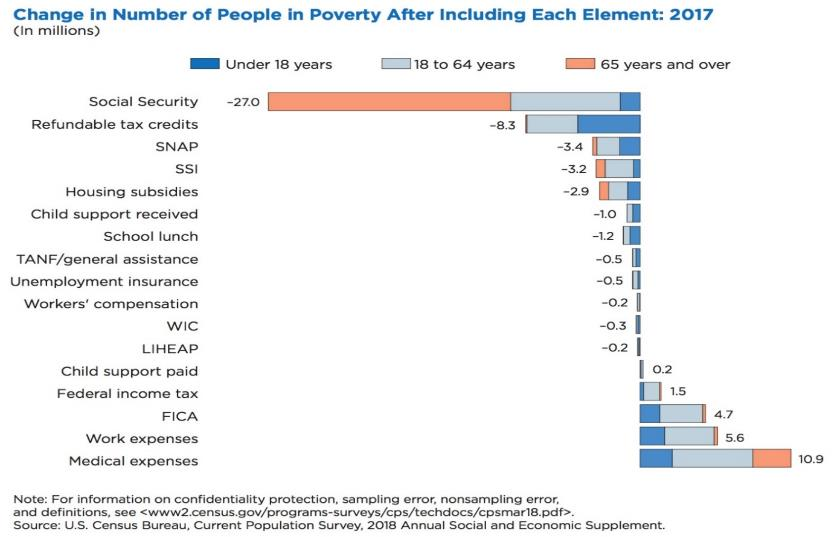 Change in Number of People in Poverty After Including Each Element: 2017
(In millions)
Under 18 years 18 to 64 years 65 years and over
Social Security −27.0
Refundable tax credits −8.3
SNAP −3.4
SSI −3.2
Housing subsidies −2.9
Child support received −1.0
School lunch −1.2
TANF/general assistance −0.5
Unemployment insurance −0.5
Workers' compensation −0.2
WIC −0.3
LIHEAP −0.2
Child support paid 0.2
Federal income tax 1.5
FICA 4.7
Work expenses 5.6
Medical expenses 10.9
Note: For information on confidentiality protection, sampling error, nonsampling error,
and definitions, see <www2.census.gov/programs-surveys/cps/techdocs/cpsmar18.pdf>.
Source: U.S. Census Bureau, Current Population Survey, 2018 Annual Social and Economic Supplement.